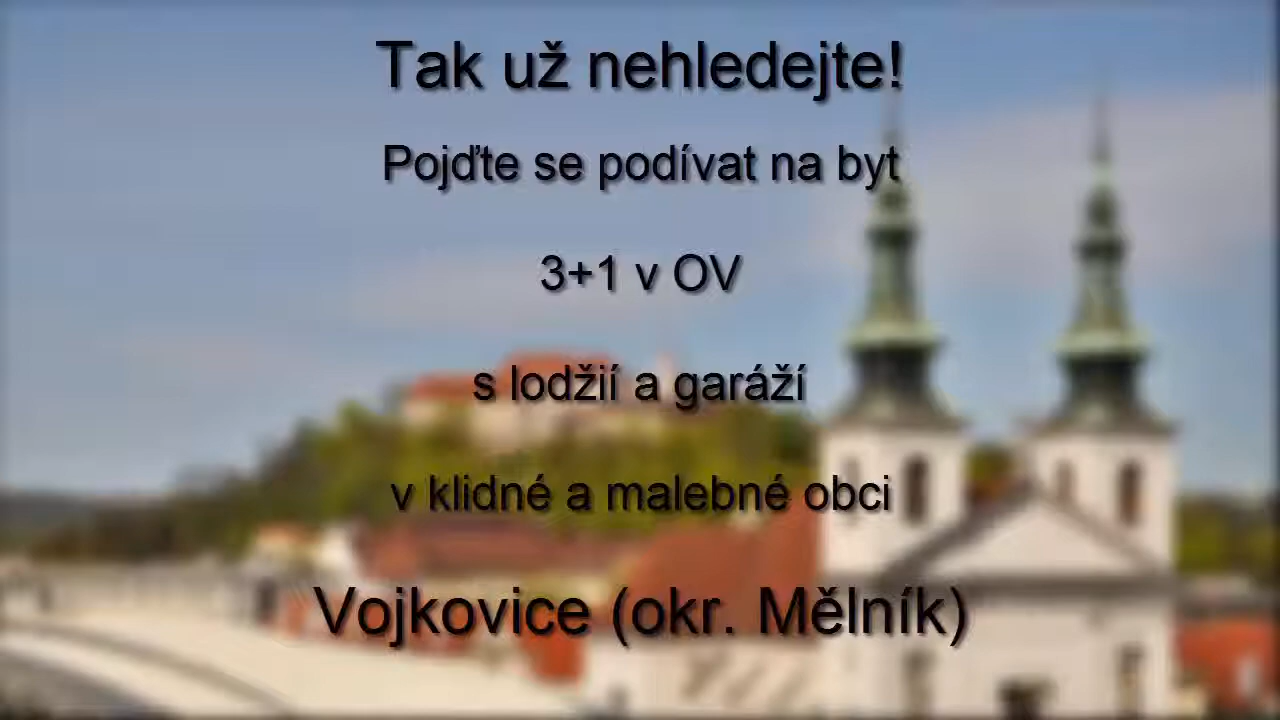 Tak už nehledejte!
Pojďte se podívat na byt
3+1 v OV
s lodžií a garáží
v klidné a malebné obci
Vojkovice (okr. Mělník)